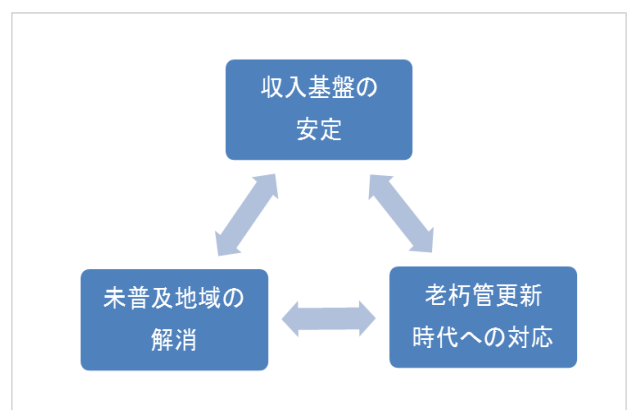 収入基盤の
安定
未普及地域の
解消
老朽管更新
時代への対応